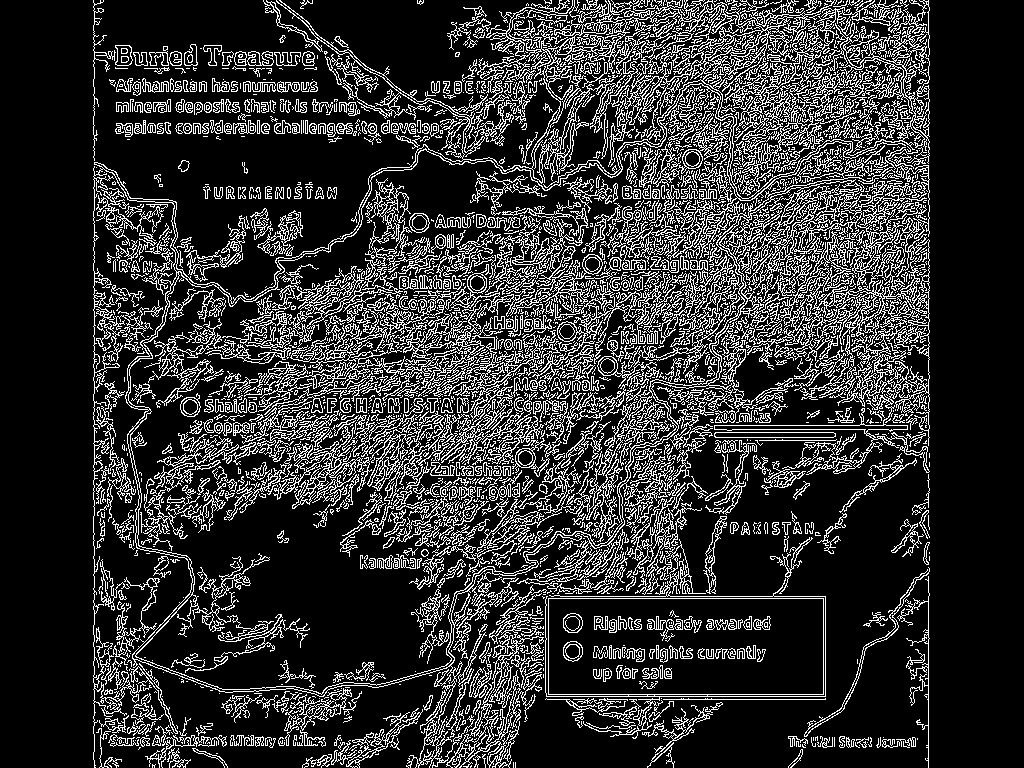 Buried Treasure
Afghanistan has numerous
mineral deposits that it is trying,
against considerable challenges, to develop.
UZBEKISTAN
TURKMENISTAN
Badakhshan
Gold
Amu Darya
Oil
IRAN
Qara Zaghan
Gold
Balkhab
Copper
Hajigak
Iron
Kabul
Mes Aynak
Copper
AFGHANISTAN
Shaida
Copper
200 miles
200 km
Zarkashan
Copper, gold
PAKISTAN
Kandahar
Rights already awarded
Mining rights currently
up for sale
Source: Afghanistan's Ministry of Mines
The Wall Street Journal